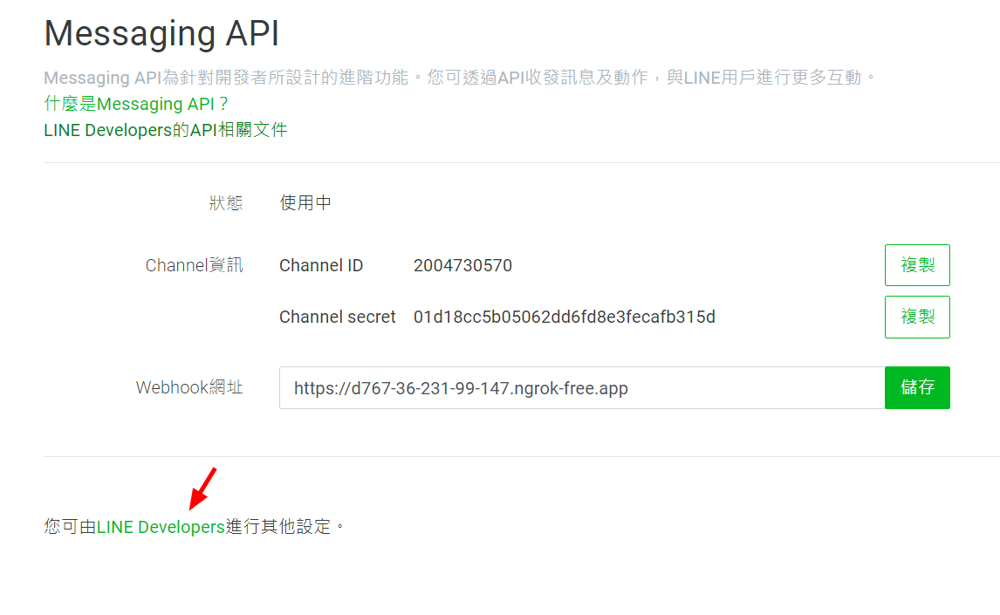 Messaging API
Messaging API為針對開發者所設計的進階功能。您可透過API收發訊息及動作，與LINE用戶進行更多互動。
什麼是Messaging API？
LINE Developers的API相關文件
狀態 使用中
Channel資訊 Channel ID 2004730570 複製
Channel secret 01d18cc5b05062dd6fd8e3fecafb315d 複製
Webhook網址 https://d767-36-231-99-147.ngrok-free.app 儲存
您可由LINE Developers進行其他設定。